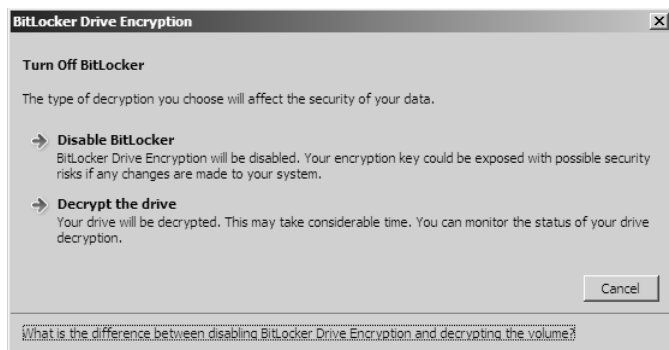 BitLocker Drive Encryption
Turn Off BitLocker
The type of decryption you choose will affect the security of your data.
Disable BitLocker
BitLocker Drive Encryption will be disabled. Your encryption key could be exposed with possible security
risks if any changes are made to your system.
Decrypt the drive
Your drive will be decrypted. This may take considerable time. You can monitor the status of your drive
decryption.
Cancel
What is the difference between disabling BitLocker Drive Encryption and decrypting the volume?